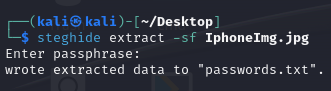 ┌──(kali㉿kali)-[~/Desktop]
└─$ steghide extract -sf IphoneImg.jpg
Enter passphrase:
wrote extracted data to "passwords.txt".